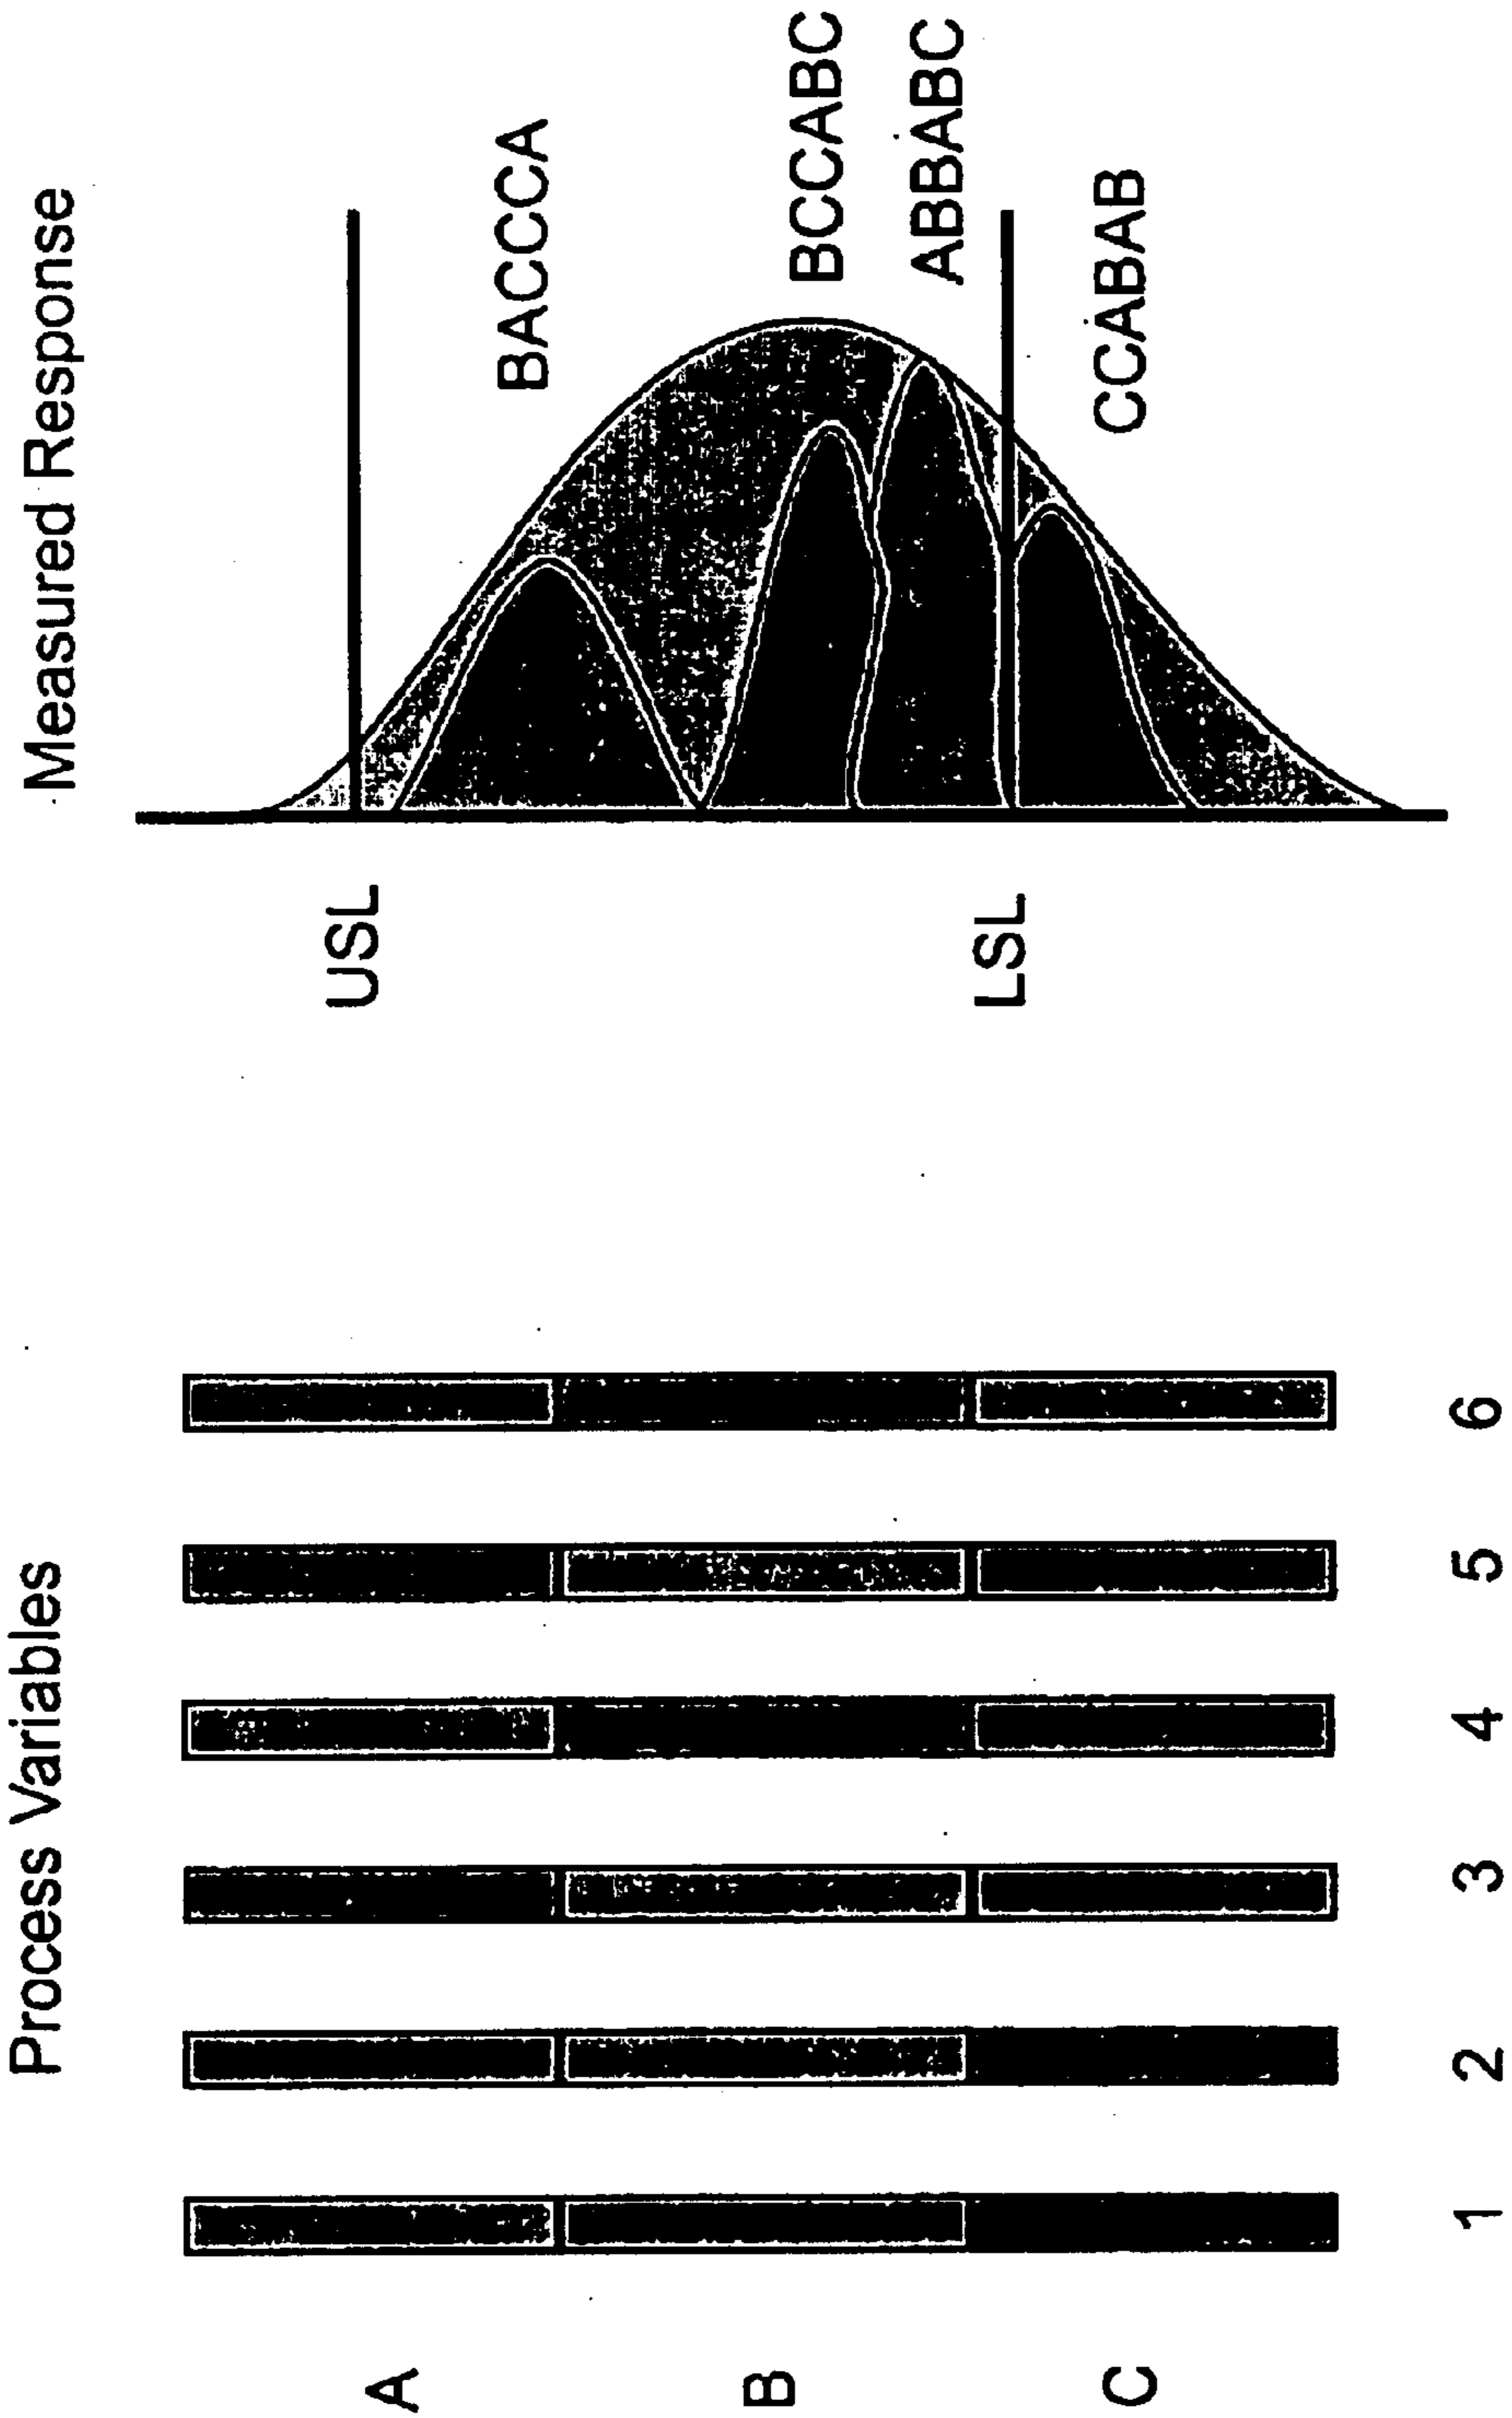 Process Variables
A
B
C
1 2 3 4 5 6
Measured Response
USL
LSL
BACCCA
BCCABC
ABBABC
CCABAB